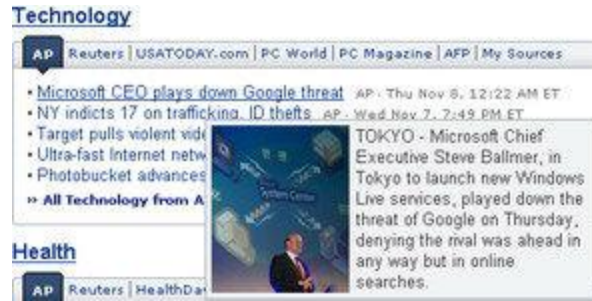 Technology
AP Reuters | USATODAY.com | PC World | PC Magazine | AFP | My Sources
• Microsoft CEO plays down Google threat AP - Thu Nov 8, 12:22 AM ET
• NY indicts 17 on trafficking, ID thefts AP - Wed Nov 7, 7:49 PM ET
• Target pulls violent vide
• Ultra-fast Internet netw
• Photobucket advances
» All Technology from A
System Center
TOKYO - Microsoft Chief
Executive Steve Ballmer, in
Tokyo to launch new Windows
Live services, played down the
threat of Google on Thursday,
denying the rival was ahead in
any way but in online
searches.
Health
AP Reuters | HealthDa